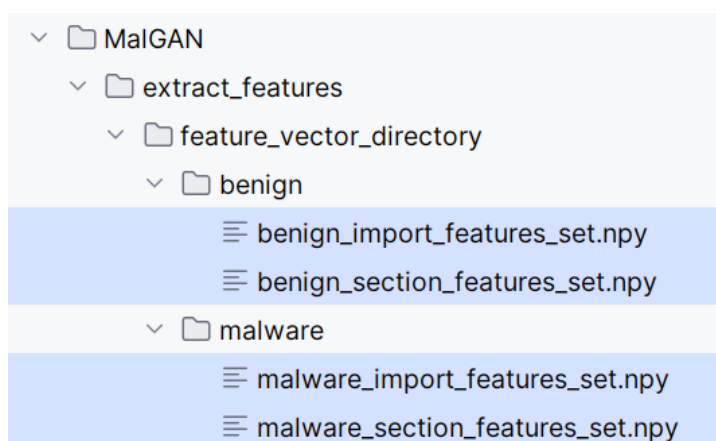 MalGAN
extract_features
feature_vector_directory
benign
benign_import_features_set.npy
benign_section_features_set.npy
malware
malware_import_features_set.npy
malware_section_features_set.npy